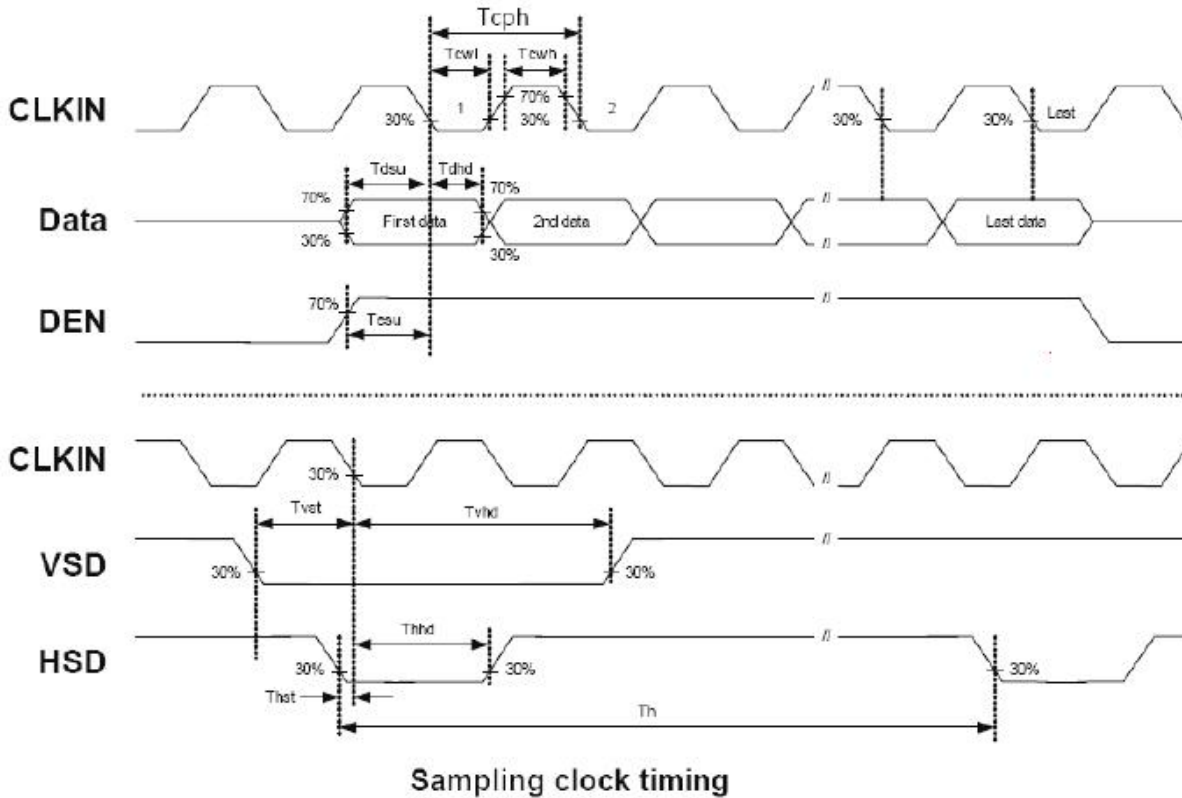 Tcph
Tcwl Tcwh
CLKIN 30% 1 70% 30% 2 // 30% 30% Last
Tdsu Tdhd
70% 70%
Data First data 2nd data // Last data
30% 30%
70%
DEN //
Tesu
CLKIN 30% //
Tvst Tvhd
VSD 30% 30% //
Thhd //
HSD 30% 30% 30%
Thst
Th
Sampling clock timing